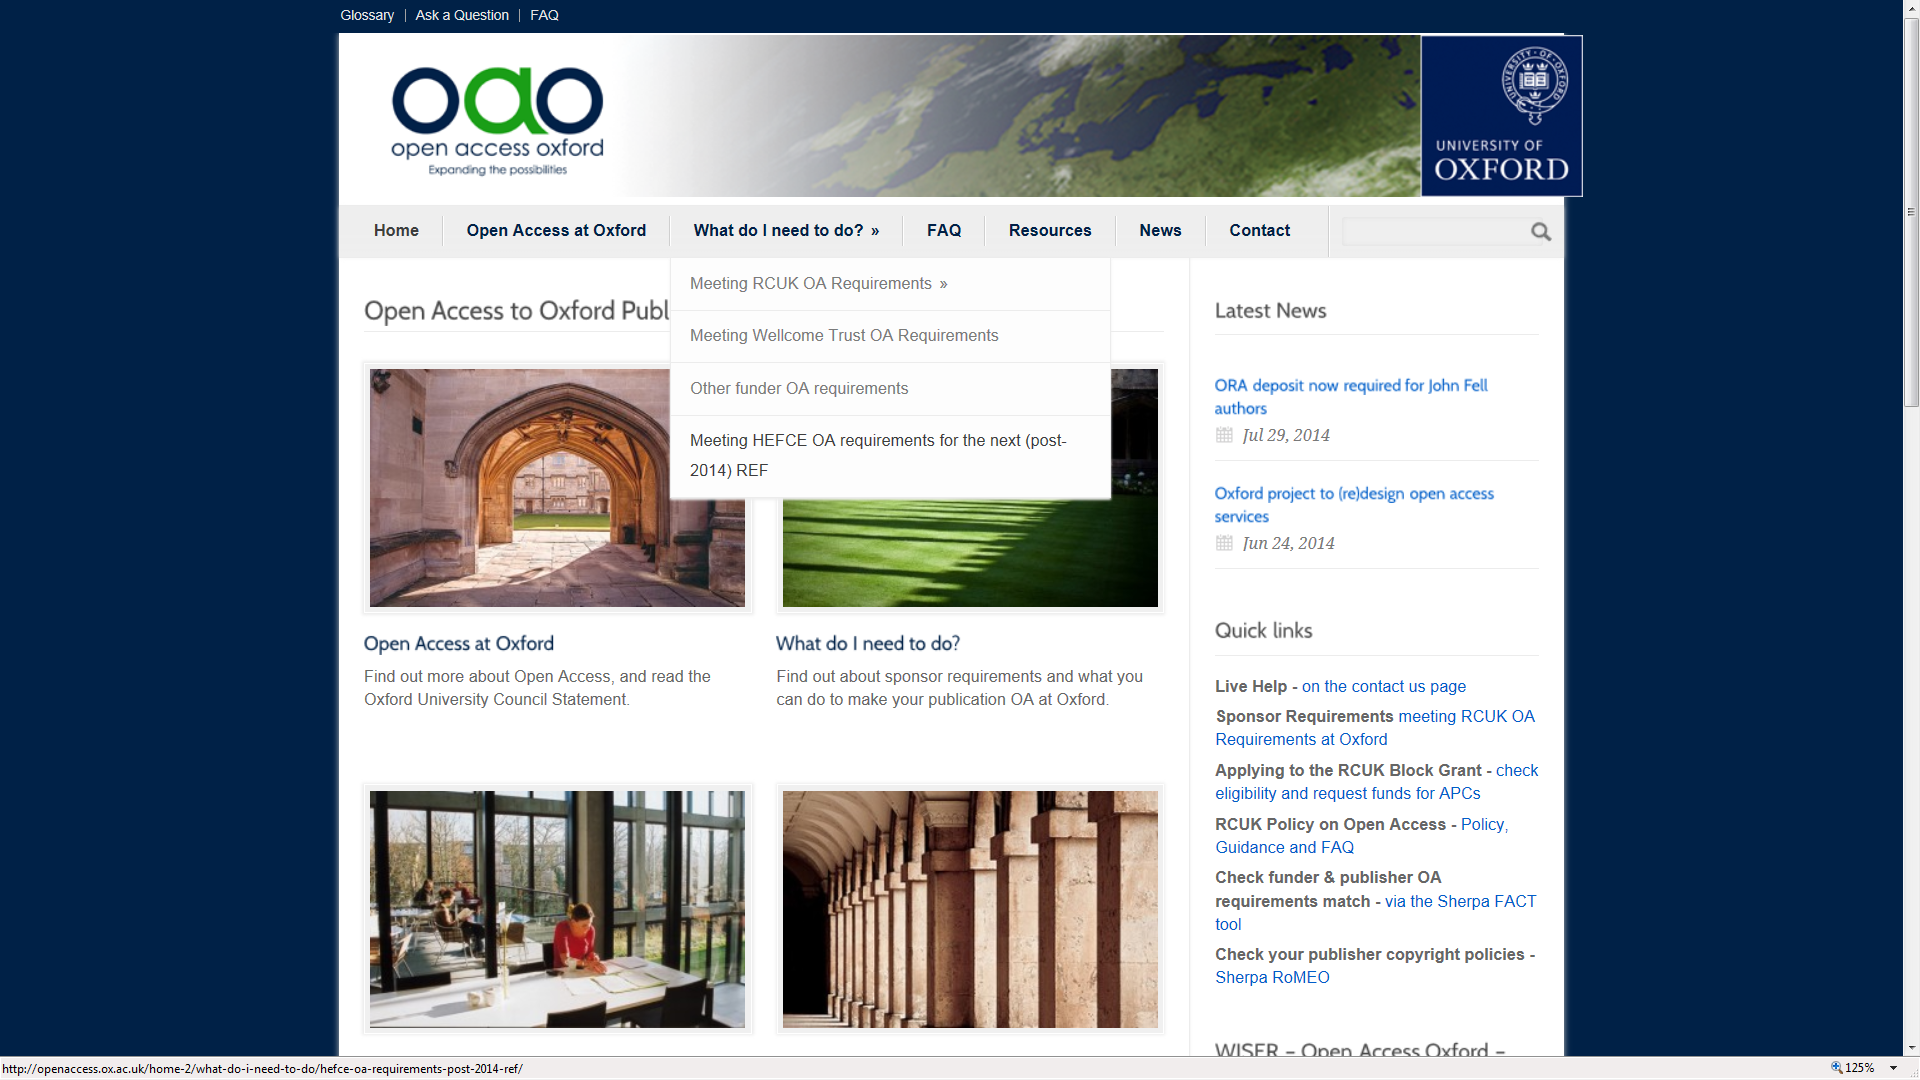 Glossary | Ask a Question | FAQ
oao
open access oxford
Expanding the possibilities
UNIVERSITY OF
OXFORD
Home
Open Access at Oxford
What do I need to do? »
FAQ
Resources
News
Contact
Meeting RCUK OA Requirements »
Meeting Wellcome Trust OA Requirements
Other funder OA requirements
Meeting HEFCE OA requirements for the next (post-
2014) REF
Open Access to Oxford Publ
Open Access at Oxford
Find out more about Open Access, and read the
Oxford University Council Statement.
What do I need to do?
Find out about sponsor requirements and what you
can do to make your publication OA at Oxford.
Latest News
ORA deposit now required for John Fell
authors
Jul 29, 2014
Oxford project to (re)design open access
services
Jun 24, 2014
Quick links
Live Help - on the contact us page
Sponsor Requirements meeting RCUK OA
Requirements at Oxford
Applying to the RCUK Block Grant - check
eligibility and request funds for APCs
RCUK Policy on Open Access - Policy,
Guidance and FAQ
Check funder & publisher OA
requirements match - via the Sherpa FACT
tool
Check your publisher copyright policies -
Sherpa RoMEO
WISER – Open Access Oxford –
http://openaccess.ox.ac.uk/home-2/what-do-i-need-to-do/hefce-oa-requirements-post-2014-ref/
125%